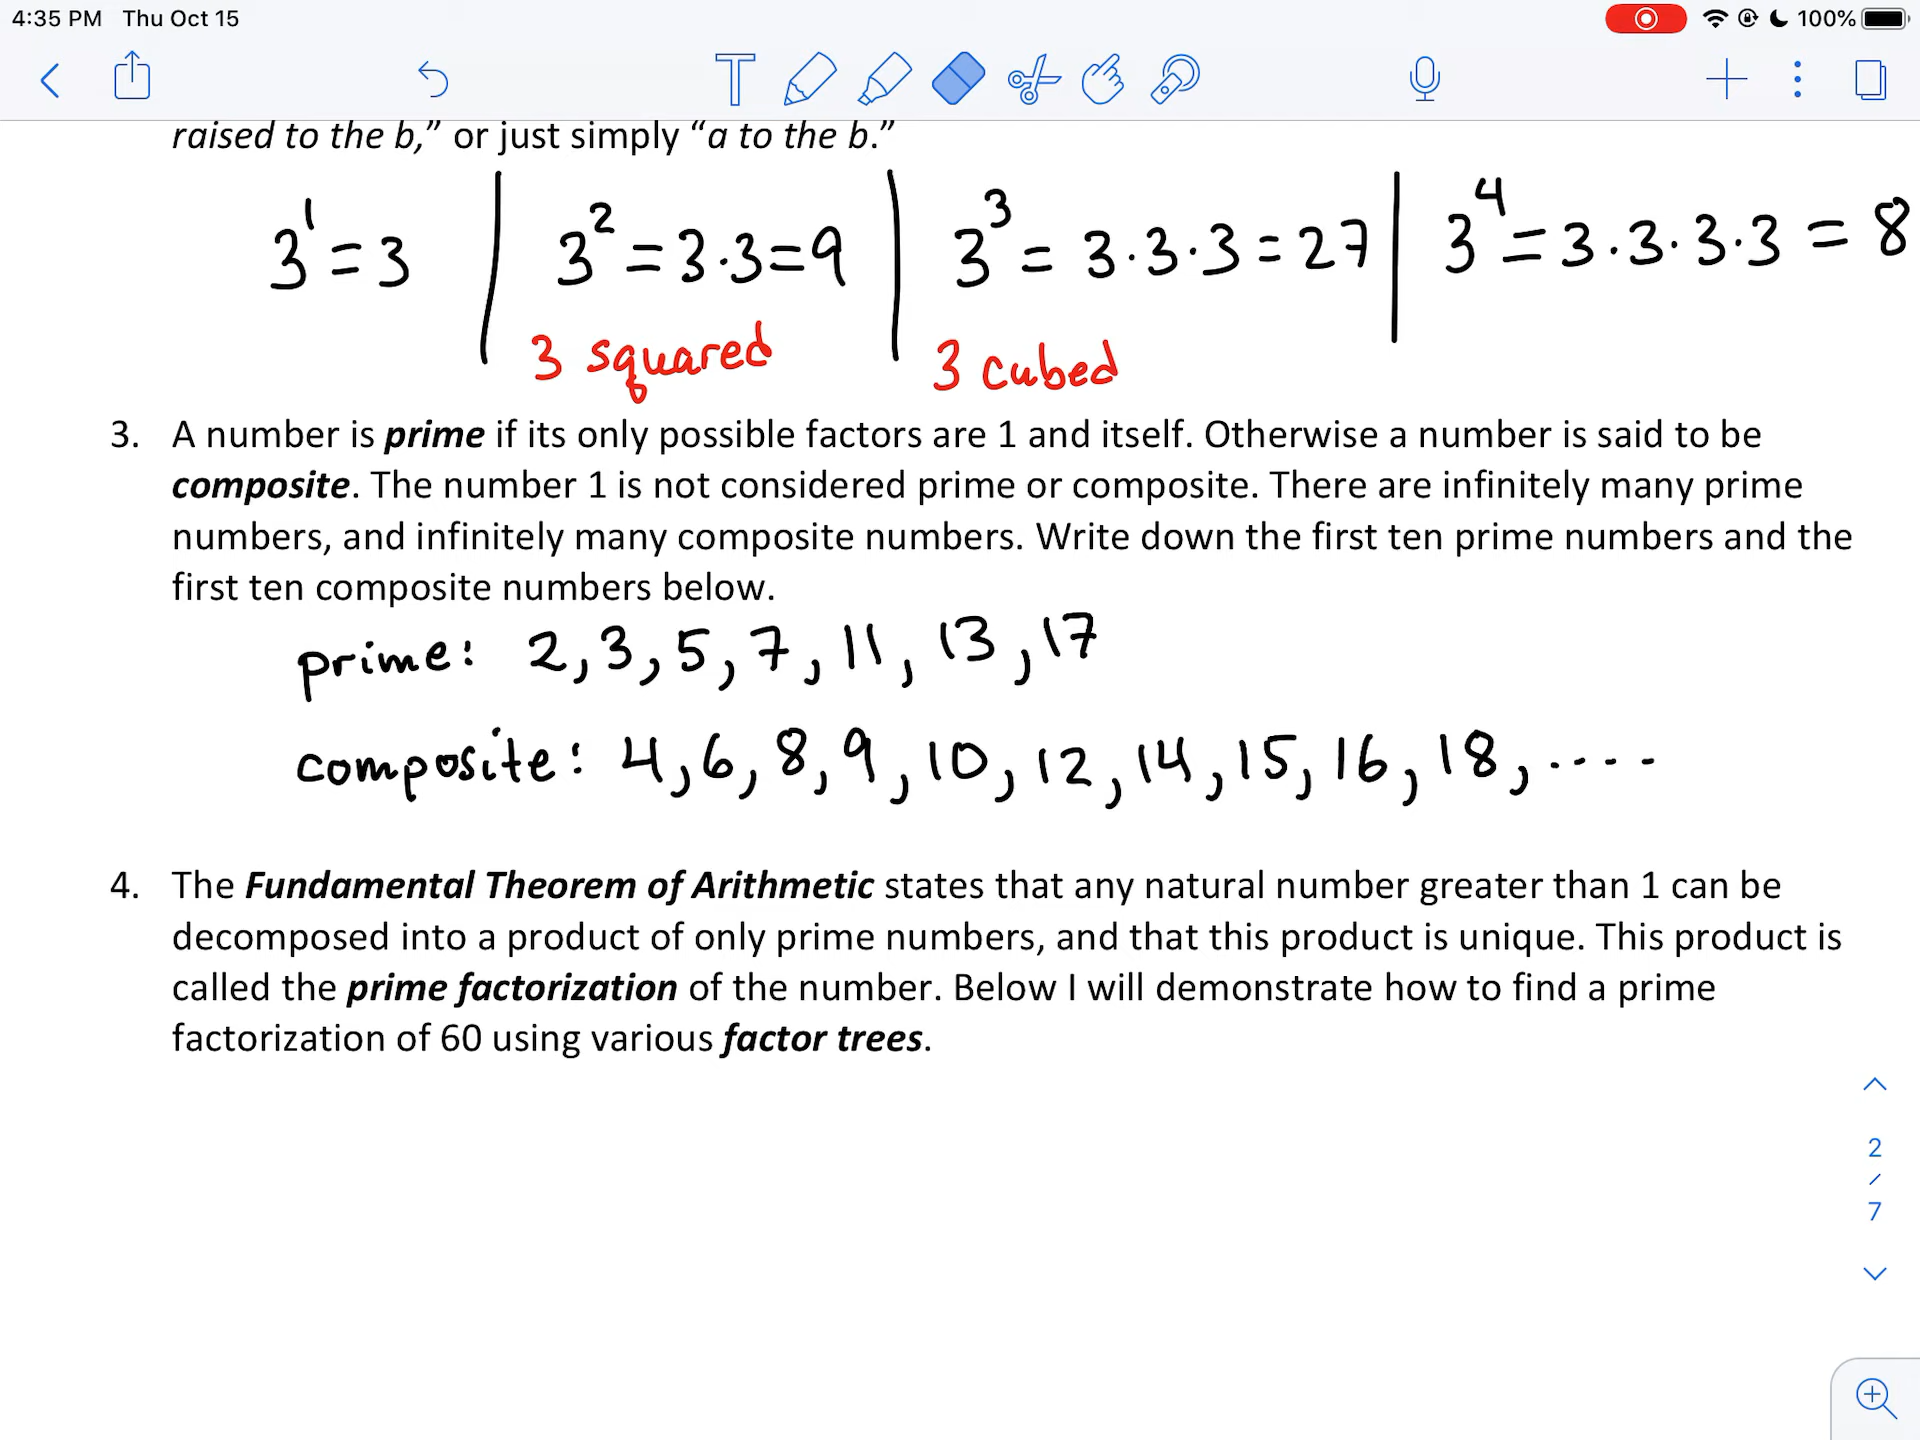 4:35 PM Thu Oct 15 100%
raised to the b,” or just simply “a to the b.”
3¹ = 3 | 3² = 3·3 = 9 | 3³ = 3·3·3 = 27 | 3⁴ = 3·3·3·3 = 8
3 squared 3 cubed
3. A number is prime if its only possible factors are 1 and itself. Otherwise a number is said to be
composite. The number 1 is not considered prime or composite. There are infinitely many prime
numbers, and infinitely many composite numbers. Write down the first ten prime numbers and the
first ten composite numbers below.
prime: 2, 3, 5, 7, 11, 13, 17
composite: 4, 6, 8, 9, 10, 12, 14, 15, 16, 18, ....
4. The Fundamental Theorem of Arithmetic states that any natural number greater than 1 can be
decomposed into a product of only prime numbers, and that this product is unique. This product is
called the prime factorization of the number. Below I will demonstrate how to find a prime
factorization of 60 using various factor trees.
2
/
7